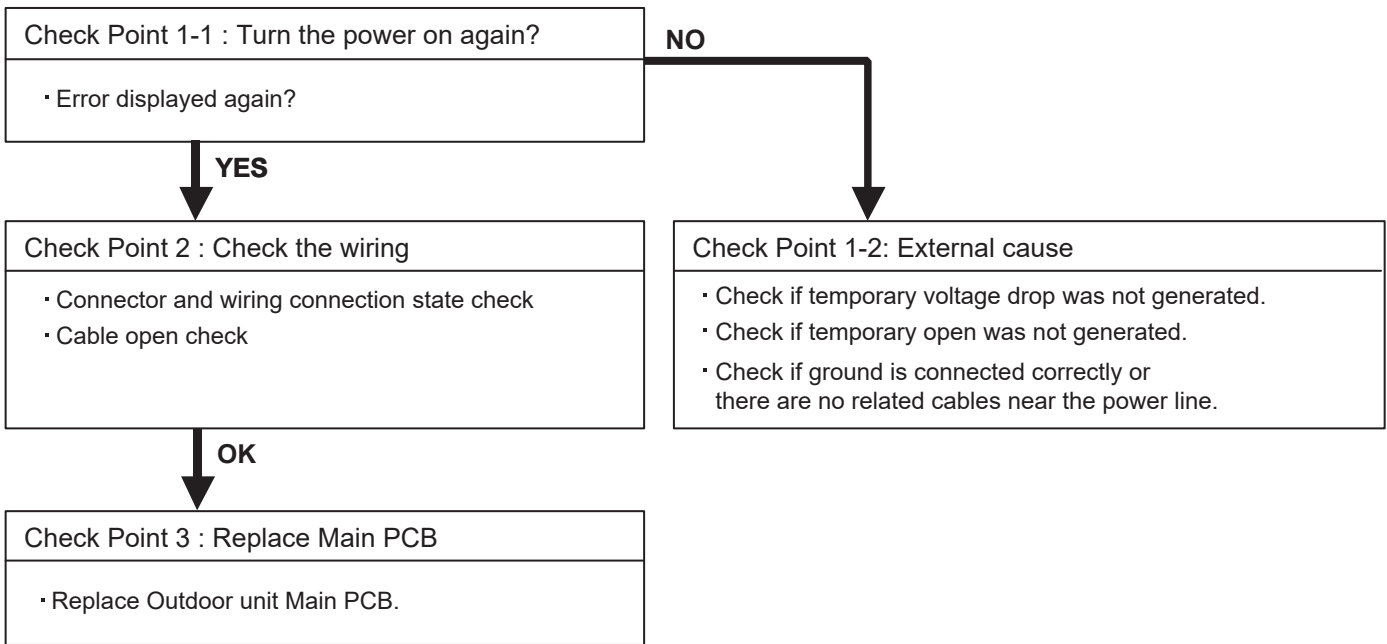 Check Point 1-1 : Turn the power on again?
NO
· Error displayed again?
YES
Check Point 2 : Check the wiring
· Connector and wiring connection state check
· Cable open check
Check Point 1-2: External cause
· Check if temporary voltage drop was not generated.
· Check if temporary open was not generated.
· Check if ground is connected correctly or
there are no related cables near the power line.
OK
Check Point 3 : Replace Main PCB
· Replace Outdoor unit Main PCB.